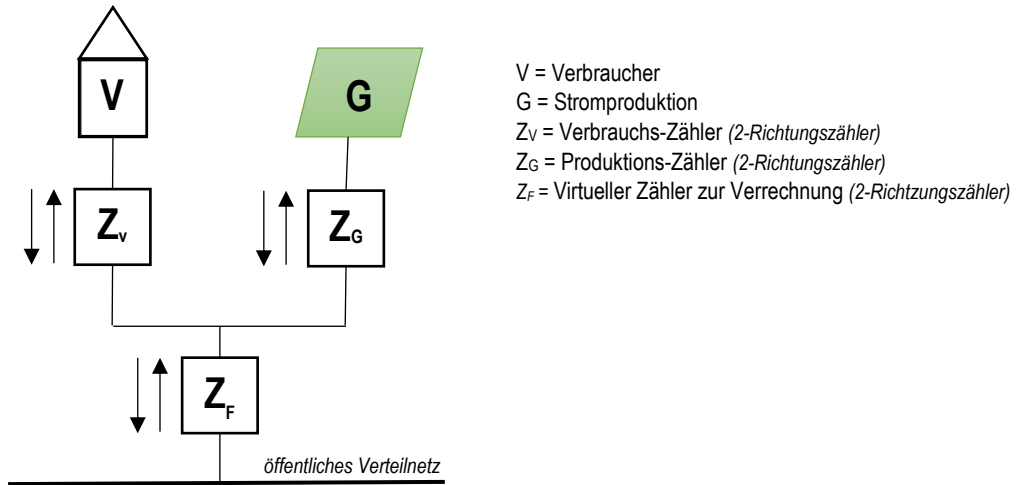 V
G
V = Verbraucher
G = Stromproduktion
ZV = Verbrauchs-Zähler (2-Richtungszähler)
ZG = Produktions-Zähler (2-Richtungszähler)
ZF = Virtueller Zähler zur Verrechnung (2-Richtzungszähler)
Zv
ZG
ZF
öffentliches Verteilnetz